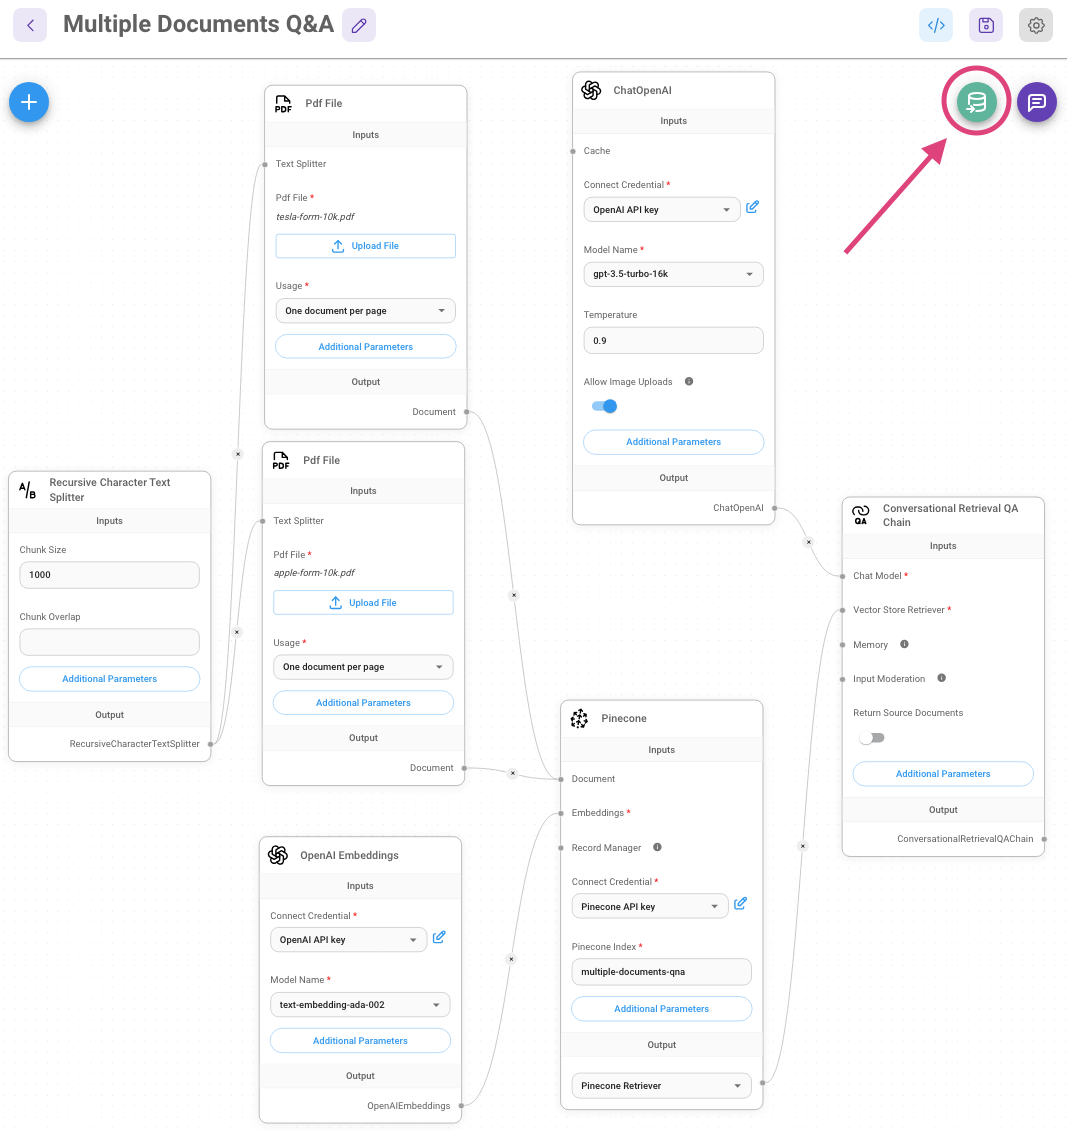 Multiple Documents Q&A
</>
PDF
Pdf File
Inputs
Text Splitter
Pdf File *
tesla-form-10k.pdf
Upload File
Usage *
One document per page
Additional Parameters
Output
Document
ChatOpenAI
Inputs
Cache
Connect Credential *
OpenAI API key
Model Name *
gpt-3.5-turbo-16k
Temperature
0.9
Allow Image Uploads
Additional Parameters
Output
ChatOpenAI
PDF
Pdf File
Inputs
Text Splitter
Pdf File *
apple-form-10k.pdf
Upload File
Usage *
One document per page
Additional Parameters
Output
Document
A/B
Recursive Character Text
Splitter
Inputs
Chunk Size
1000
Chunk Overlap
Additional Parameters
Output
RecursiveCharacterTextSplitter
QA
Conversational Retrieval QA
Chain
Inputs
Chat Model *
Vector Store Retriever *
Memory
Input Moderation
Return Source Documents
Additional Parameters
Output
ConversationalRetrievalQAChain
Pinecone
Inputs
Document
Embeddings *
Record Manager
Connect Credential *
Pinecone API key
Pinecone Index *
multiple-documents-qna
Additional Parameters
Output
Pinecone Retriever
OpenAI Embeddings
Inputs
Connect Credential *
OpenAI API key
Model Name *
text-embedding-ada-002
Additional Parameters
Output
OpenAIEmbeddings